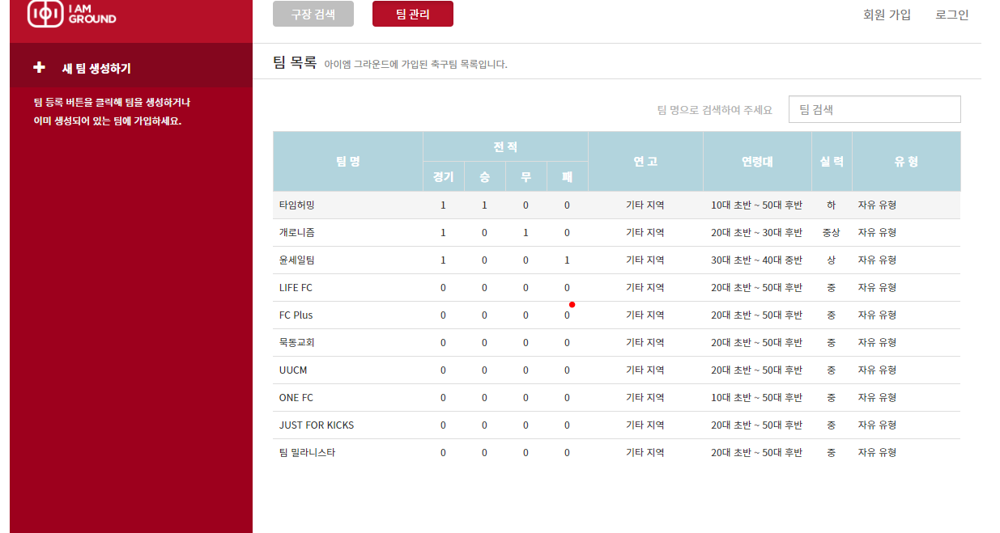 I AM
GROUND
구장 검색
팀 관리
회원 가입
로그인
새 팀 생성하기
팀 등록 버튼을 클릭해 팀을 생성하거나
이미 생성되어 있는 팀에 가입하세요.
팀 목록 아이엠 그라운드에 가입된 축구팀 목록입니다.
팀 명으로 검색하여 주세요 팀 검색
팀 명 전 적 연 고 연령대 실 력 유 형
경기 승 무 패
타임허밍 1 1 0 0 기타 지역 10대 초반 ~ 50대 후반 하 자유 유형
개로니즘 1 0 1 0 기타 지역 20대 초반 ~ 30대 후반 중상 자유 유형
윤세일팀 1 0 0 1 기타 지역 30대 초반 ~ 40대 중반 상 자유 유형
LIFE FC 0 0 0 0 기타 지역 20대 초반 ~ 50대 후반 중 자유 유형
FC Plus 0 0 0 0 기타 지역 20대 초반 ~ 50대 후반 중 자유 유형
묵동교회 0 0 0 0 기타 지역 20대 초반 ~ 50대 후반 중 자유 유형
UUCM 0 0 0 0 기타 지역 20대 초반 ~ 50대 후반 중 자유 유형
ONE FC 0 0 0 0 기타 지역 10대 초반 ~ 50대 후반 중 자유 유형
JUST FOR KICKS 0 0 0 0 기타 지역 20대 초반 ~ 50대 후반 중 자유 유형
팀 밀라니스타 0 0 0 0 기타 지역 20대 초반 ~ 50대 후반 중 자유 유형